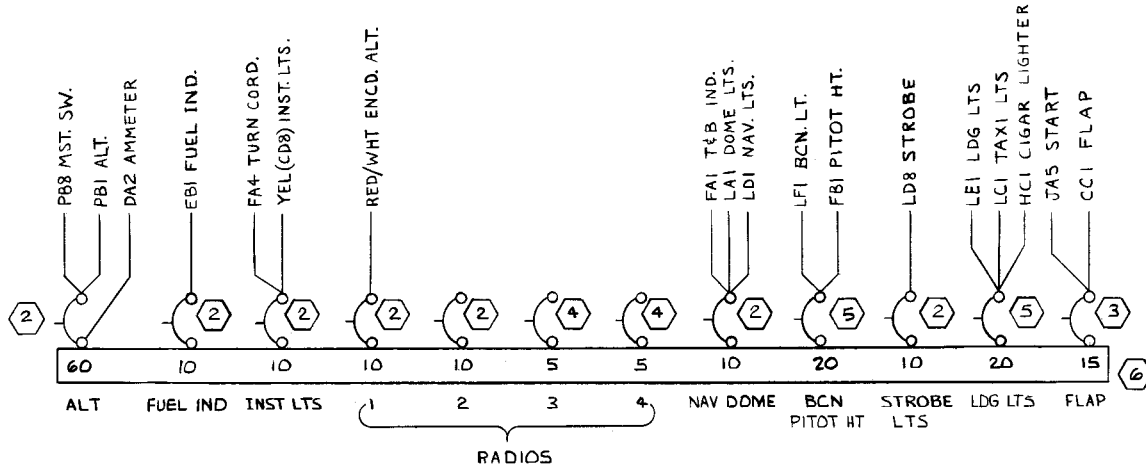 PB8 MST. SW.
PB1 ALT.
DA2 AMMETER
EB1 FUEL IND.
FA4 TURN CORD.
YEL(CD8) INST. LTS.
RED/WHT ENCD. ALT.
FA1 T&B IND.
LA1 DOME LTS.
LD1 NAV. LTS.
LF1 BCN. LT.
FB1 PITOT HT.
LD8 STROBE
LE1 LDG LTS
LC1 TAXI LTS
HC1 CIGAR LIGHTER
JA5 START
CC1 FLAP
2 2 2 2 2 4 4 2 5 2 5 3
60 10 10 10 10 5 5 10 20 10 20 15 6
ALT FUEL IND INST LTS 1 2 3 4 NAV DOME BCN STROBE LDG LTS FLAP
PITOT HT LTS
RADIOS